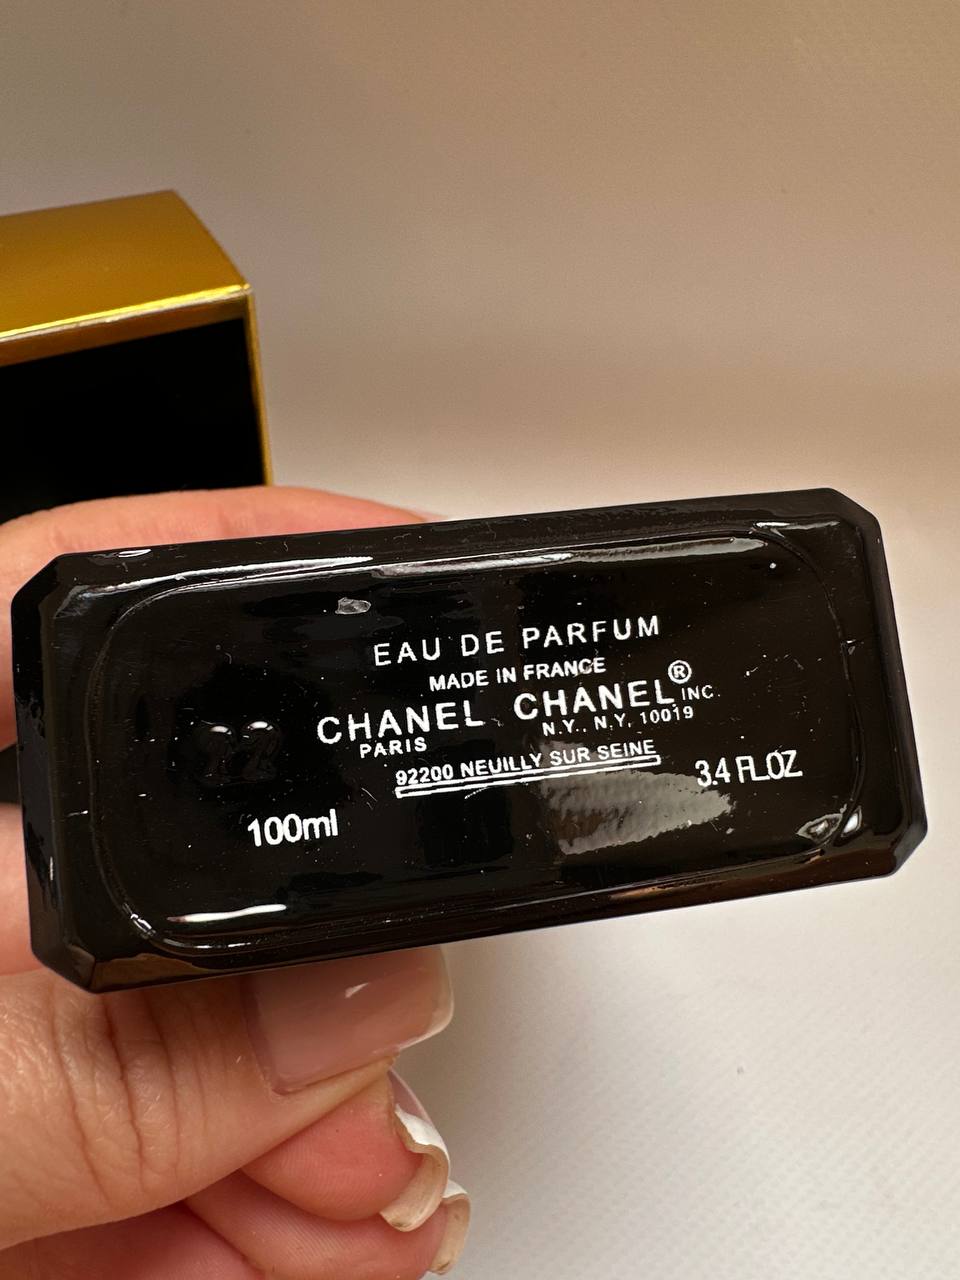 EAU DE PARFUM
MADE IN FRANCE
CHANEL CHANEL® INC.
PARIS N.Y., N.Y. 10019
92200 NEUILLY SUR SEINE
100ml 3.4 FL.OZ